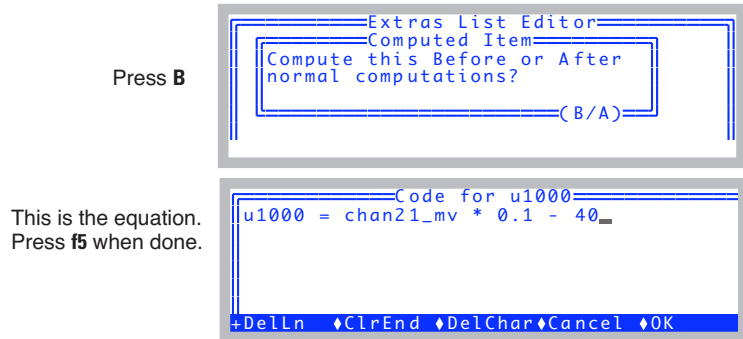 Press B
Extras List Editor
Computed Item
Compute this Before or After
normal computations?
(B/A)
This is the equation.
Press f5 when done.
Code for u1000
u1000 = chan21_mv * 0.1 - 40_
+DelLn ♦ClrEnd ♦DelChar♦Cancel ♦OK